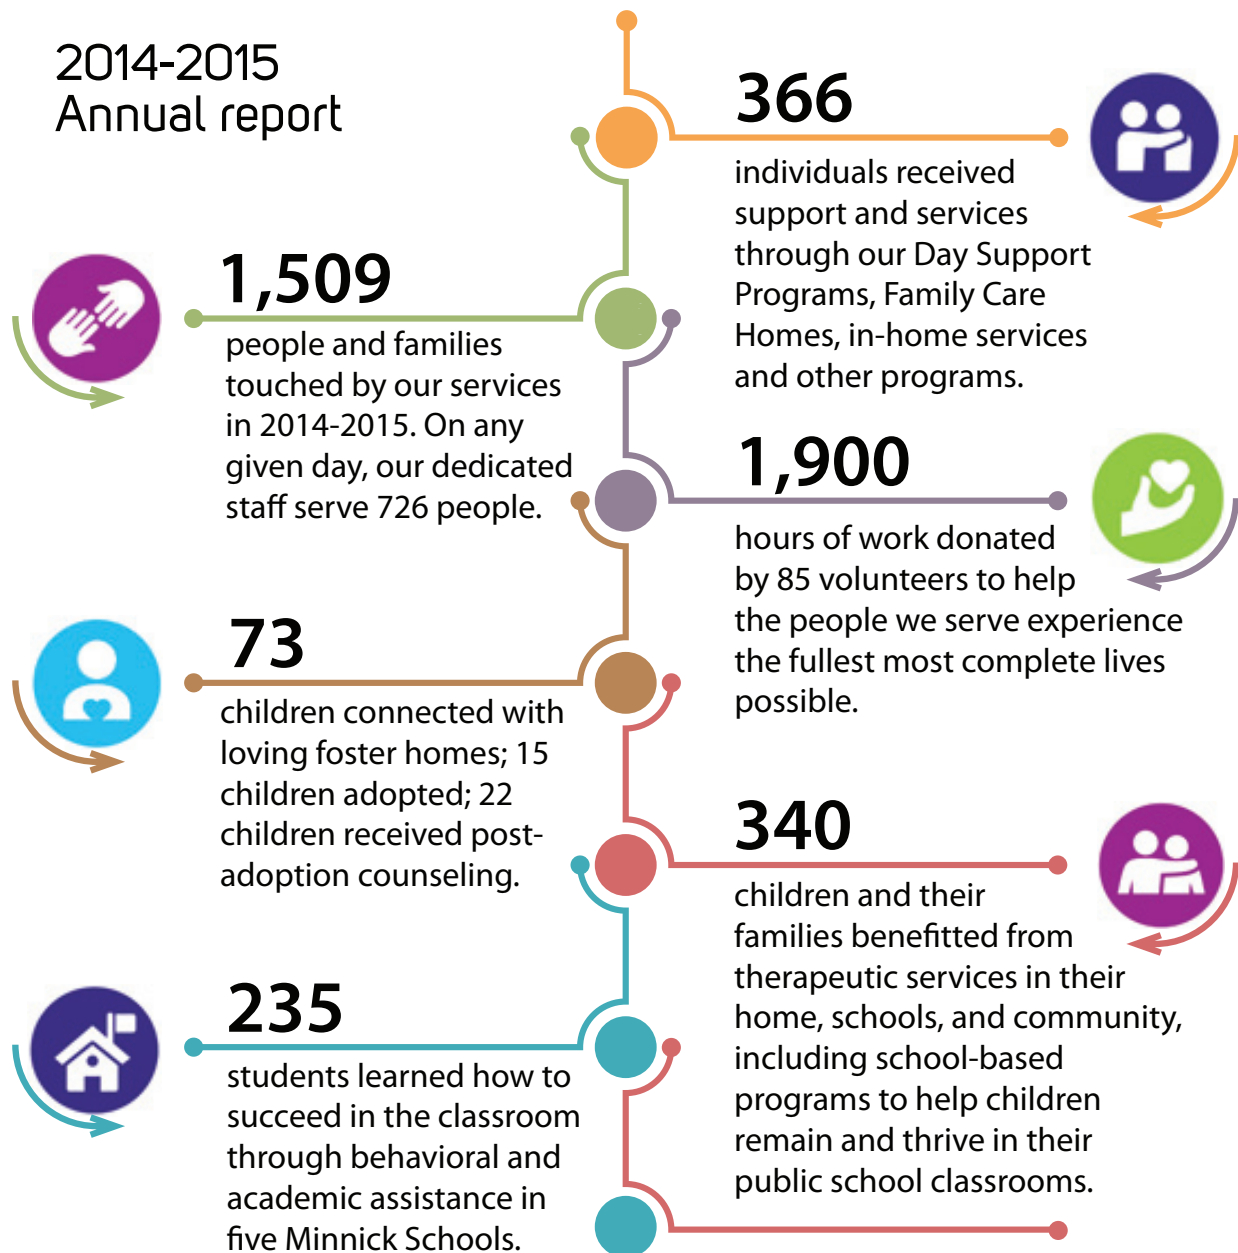 2014-2015
Annual report
366
individuals received
support and services
through our Day Support
Programs, Family Care
Homes, in-home services
and other programs.
1,509
people and families
touched by our services
in 2014-2015. On any
given day, our dedicated
staff serve 726 people.
1,900
hours of work donated
by 85 volunteers to help
the people we serve experience
the fullest most complete lives
possible.
73
children connected with
loving foster homes; 15
children adopted; 22
children received post-
adoption counseling.
340
children and their
families benefitted from
therapeutic services in their
home, schools, and community,
including school-based
programs to help children
remain and thrive in their
public school classrooms.
235
students learned how to
succeed in the classroom
through behavioral and
academic assistance in
five Minnick Schools.